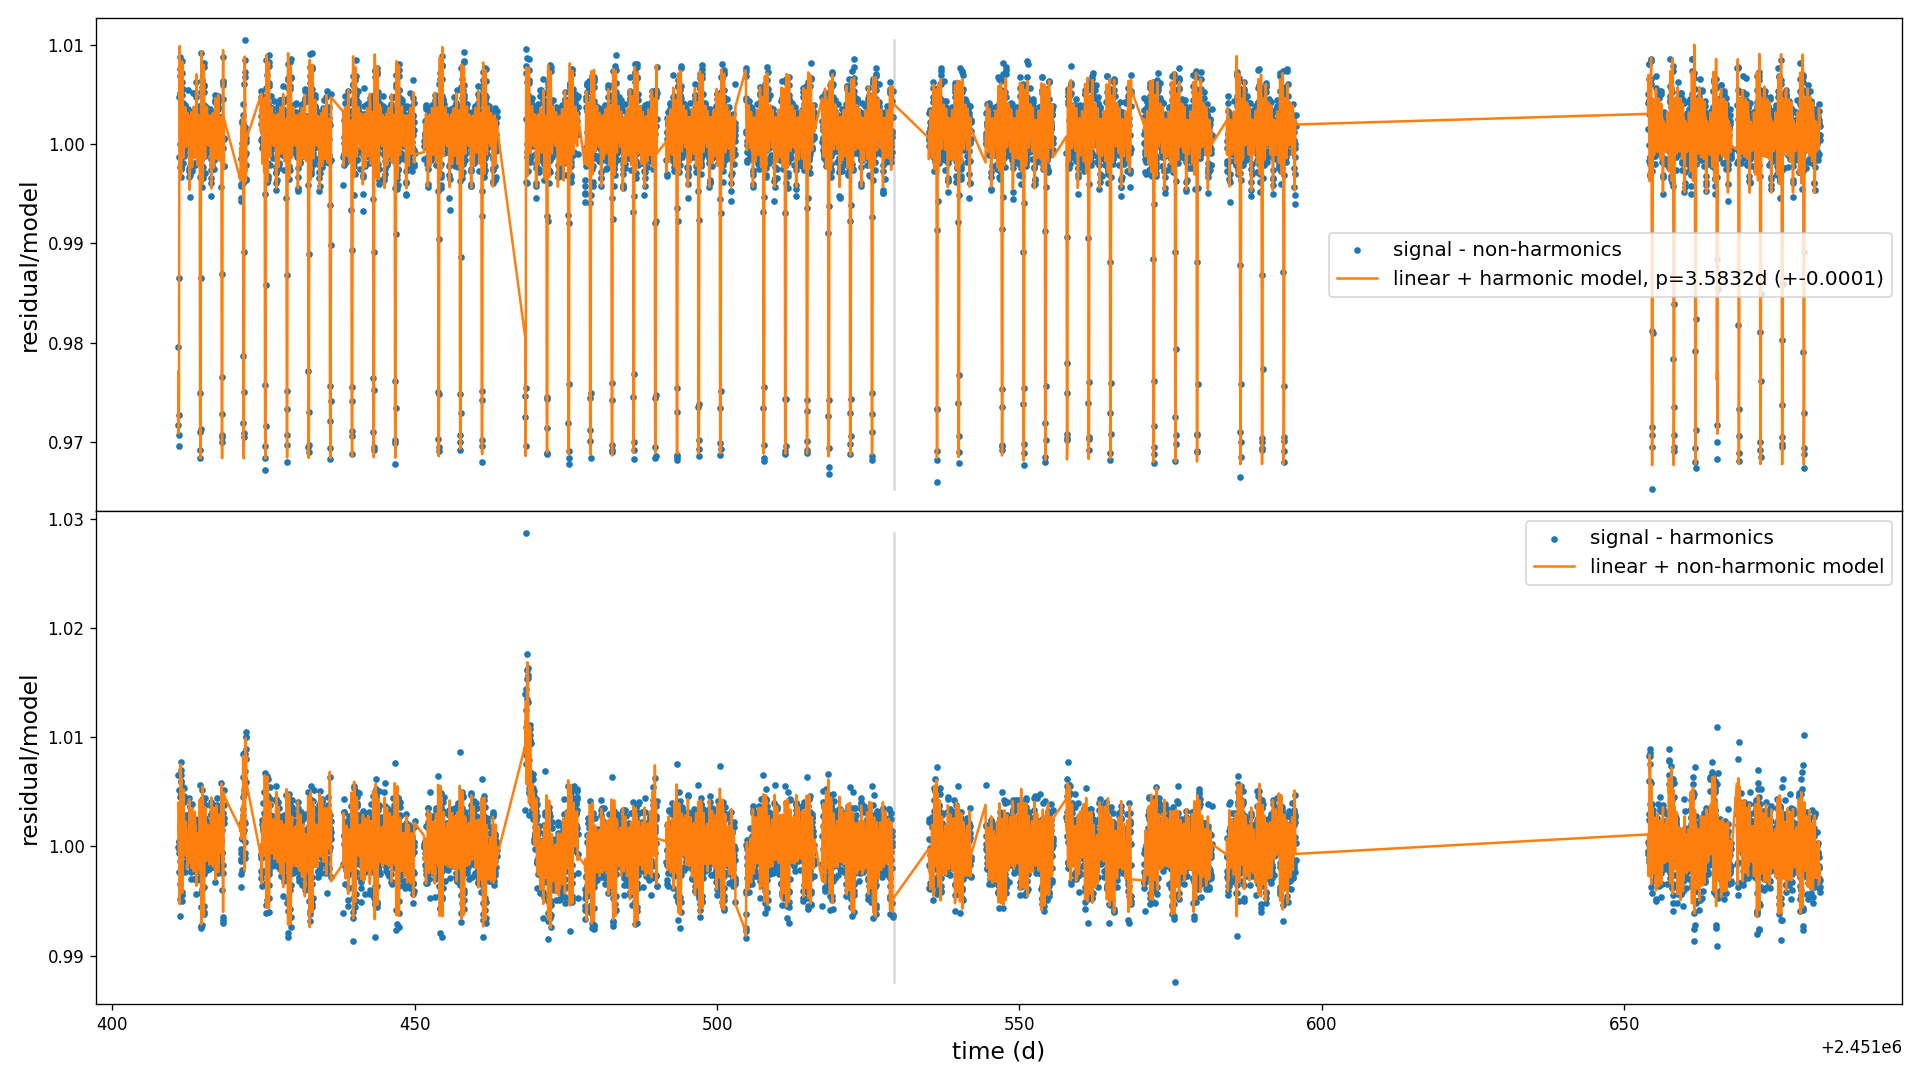 1.01
1.00
0.99
0.98
0.97
residual/model
signal - non-harmonics
linear + harmonic model, p=3.5832d (+-0.0001)
1.03
1.02
1.01
1.00
0.99
residual/model
signal - harmonics
linear + non-harmonic model
400
450
500
550
600
650
time (d)
+2.451e6